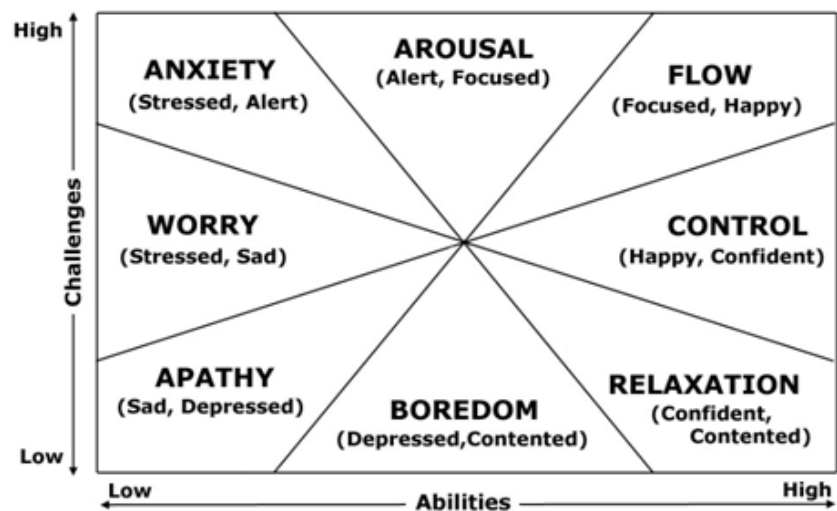 High
ANXIETY
(Stressed, Alert)
AROUSAL
(Alert, Focused)
FLOW
(Focused, Happy)
Challenges
WORRY
(Stressed, Sad)
CONTROL
(Happy, Confident)
APATHY
(Sad, Depressed)
BOREDOM
(Depressed,Contented)
RELAXATION
(Confident,
Contented)
Low
Low
Abilities
High